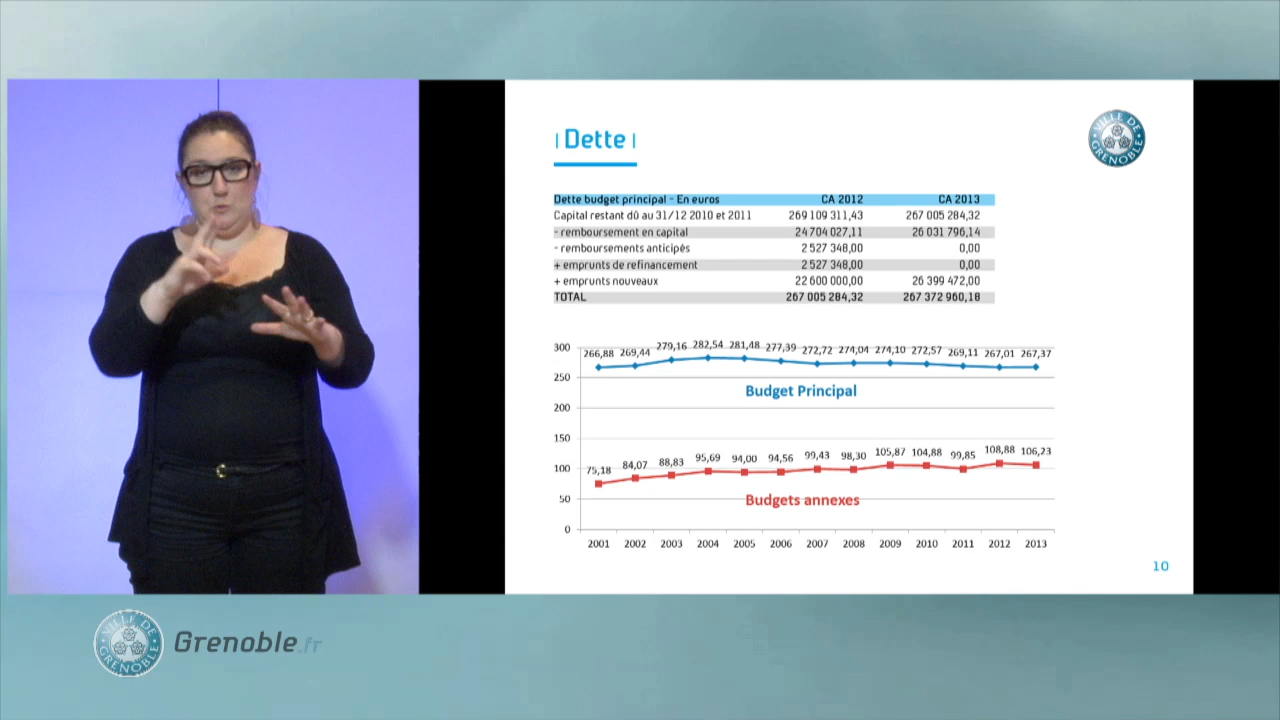 | Dette |
VILLE DE
GRENOBLE
Dette budget principal - En euros CA 2012 CA 2013
Capital restant dû au 31/12 2010 et 2011 269 109 311,43 267 005 284,32
- remboursement en capital 24 704 027,11 26 031 796,14
- remboursements anticipés 2 527 348,00 0,00
+ emprunts de refinancement 2 527 348,00 0,00
+ emprunts nouveaux 22 600 000,00 26 399 472,00
TOTAL 267 005 284,32 267 372 960,18
300
250
200
150
100
50
0
266,88 269,44 279,16 282,54 281,48 277,39 272,72 274,04 274,10 272,57 269,11 267,01 267,37
Budget Principal
75,18 84,07 88,83 95,69 94,00 94,56 99,43 98,30 105,87 104,88 99,85 108,88 106,23
Budgets annexes
2001 2002 2003 2004 2005 2006 2007 2008 2009 2010 2011 2012 2013
10
VILLE DE
GRENOBLE
Grenoble.fr